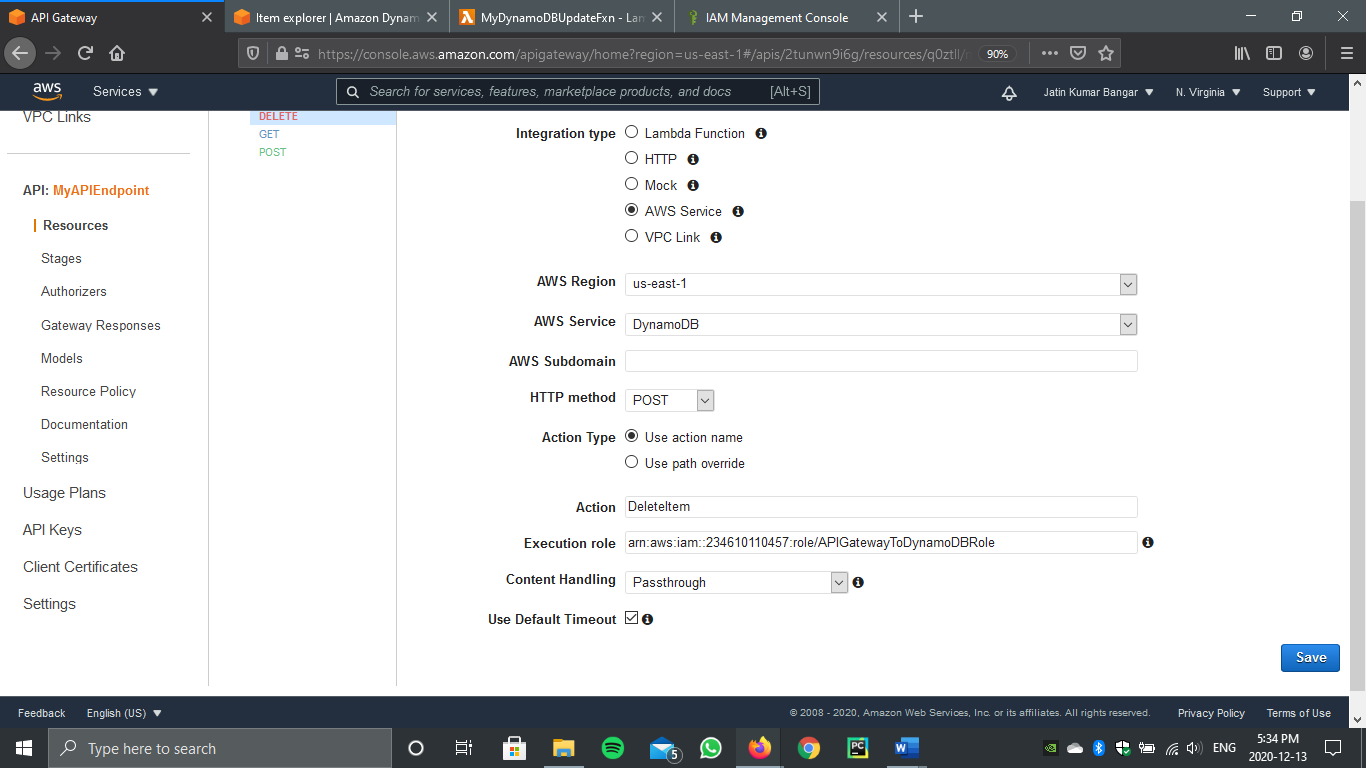 API Gateway
Item explorer | Amazon Dynam
MyDynamoDBUpdateFxn - Lan
IAM Management Console
https://console.aws.amazon.com/apigateway/home?region=us-east-1#/apis/2tunwn9i6g/resources/q0ztll/
90%
aws
Services
Search for services, features, marketplace products, and docs
[Alt+S]
Jatin Kumar Bangar
N. Virginia
Support
VPC Links
API: MyAPIEndpoint
Resources
Stages
Authorizers
Gateway Responses
Models
Resource Policy
Documentation
Settings
Usage Plans
API Keys
Client Certificates
Settings
DELETE
GET
POST
Integration type
Lambda Function
HTTP
Mock
AWS Service
VPC Link
AWS Region us-east-1
AWS Service DynamoDB
AWS Subdomain
HTTP method POST
Action Type Use action name
Use path override
Action DeleteItem
Execution role arn:aws:iam::234610110457:role/APIGatewayToDynamoDBRole
Content Handling Passthrough
Use Default Timeout
Save
Feedback
English (US)
© 2008 - 2020, Amazon Web Services, Inc. or its affiliates. All rights reserved.
Privacy Policy
Terms of Use
Type here to search
5
PC
W
ENG
5:34 PM
2020-12-13